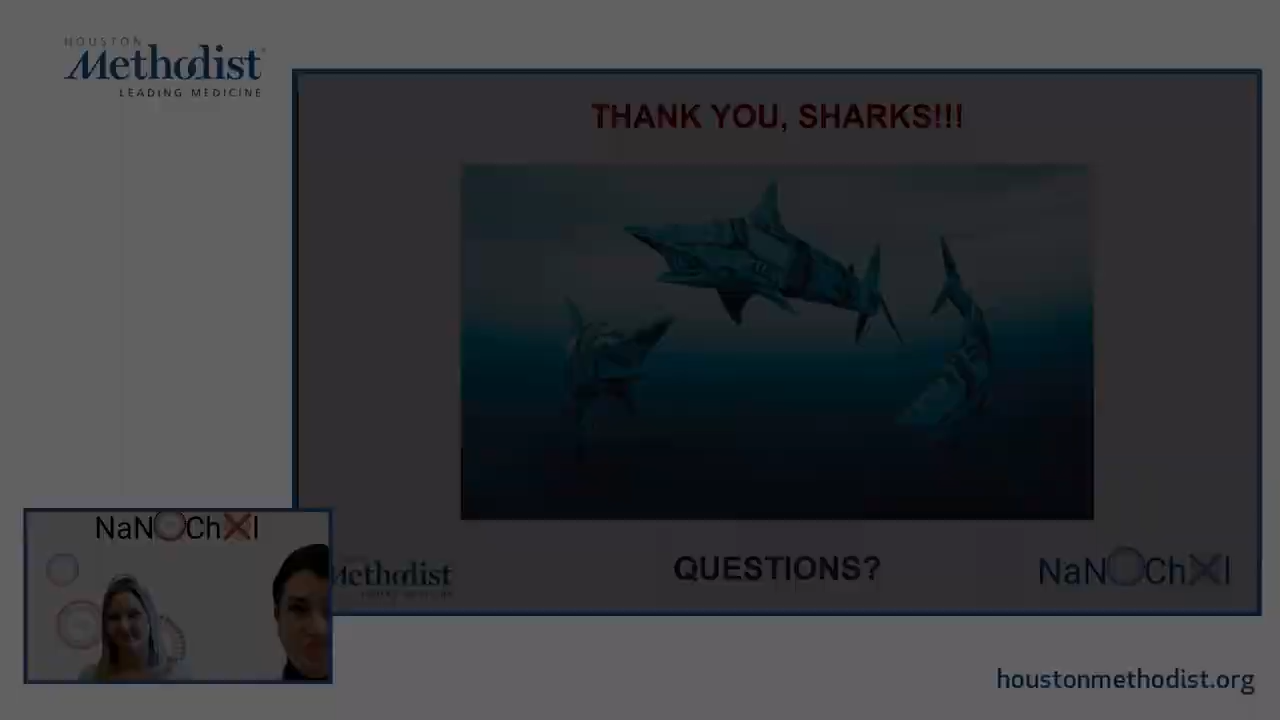 HOUSTON
Methodist
LEADING MEDICINE
THANK YOU, SHARKS!!!
NaNOChXI
Methodist
QUESTIONS?
NaNOChXI
houstonmethodist.org